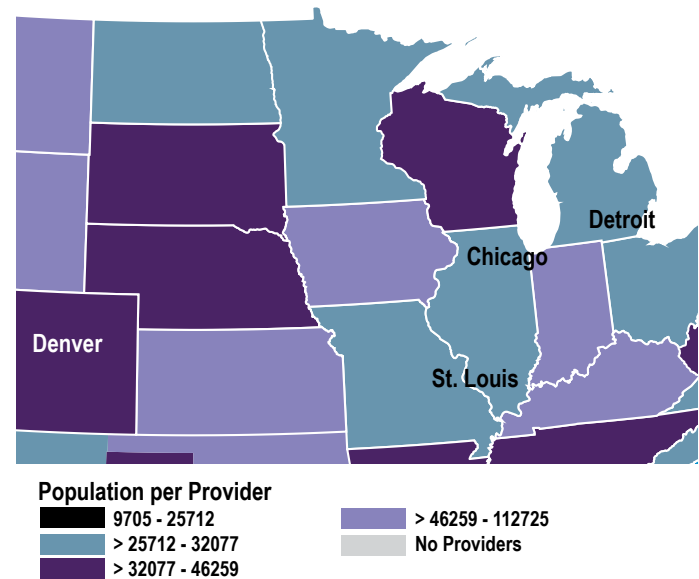 Detroit
Chicago
Denver
St. Louis
Population per Provider
9705 - 25712
> 25712 - 32077
> 32077 - 46259
> 46259 - 112725
No Providers